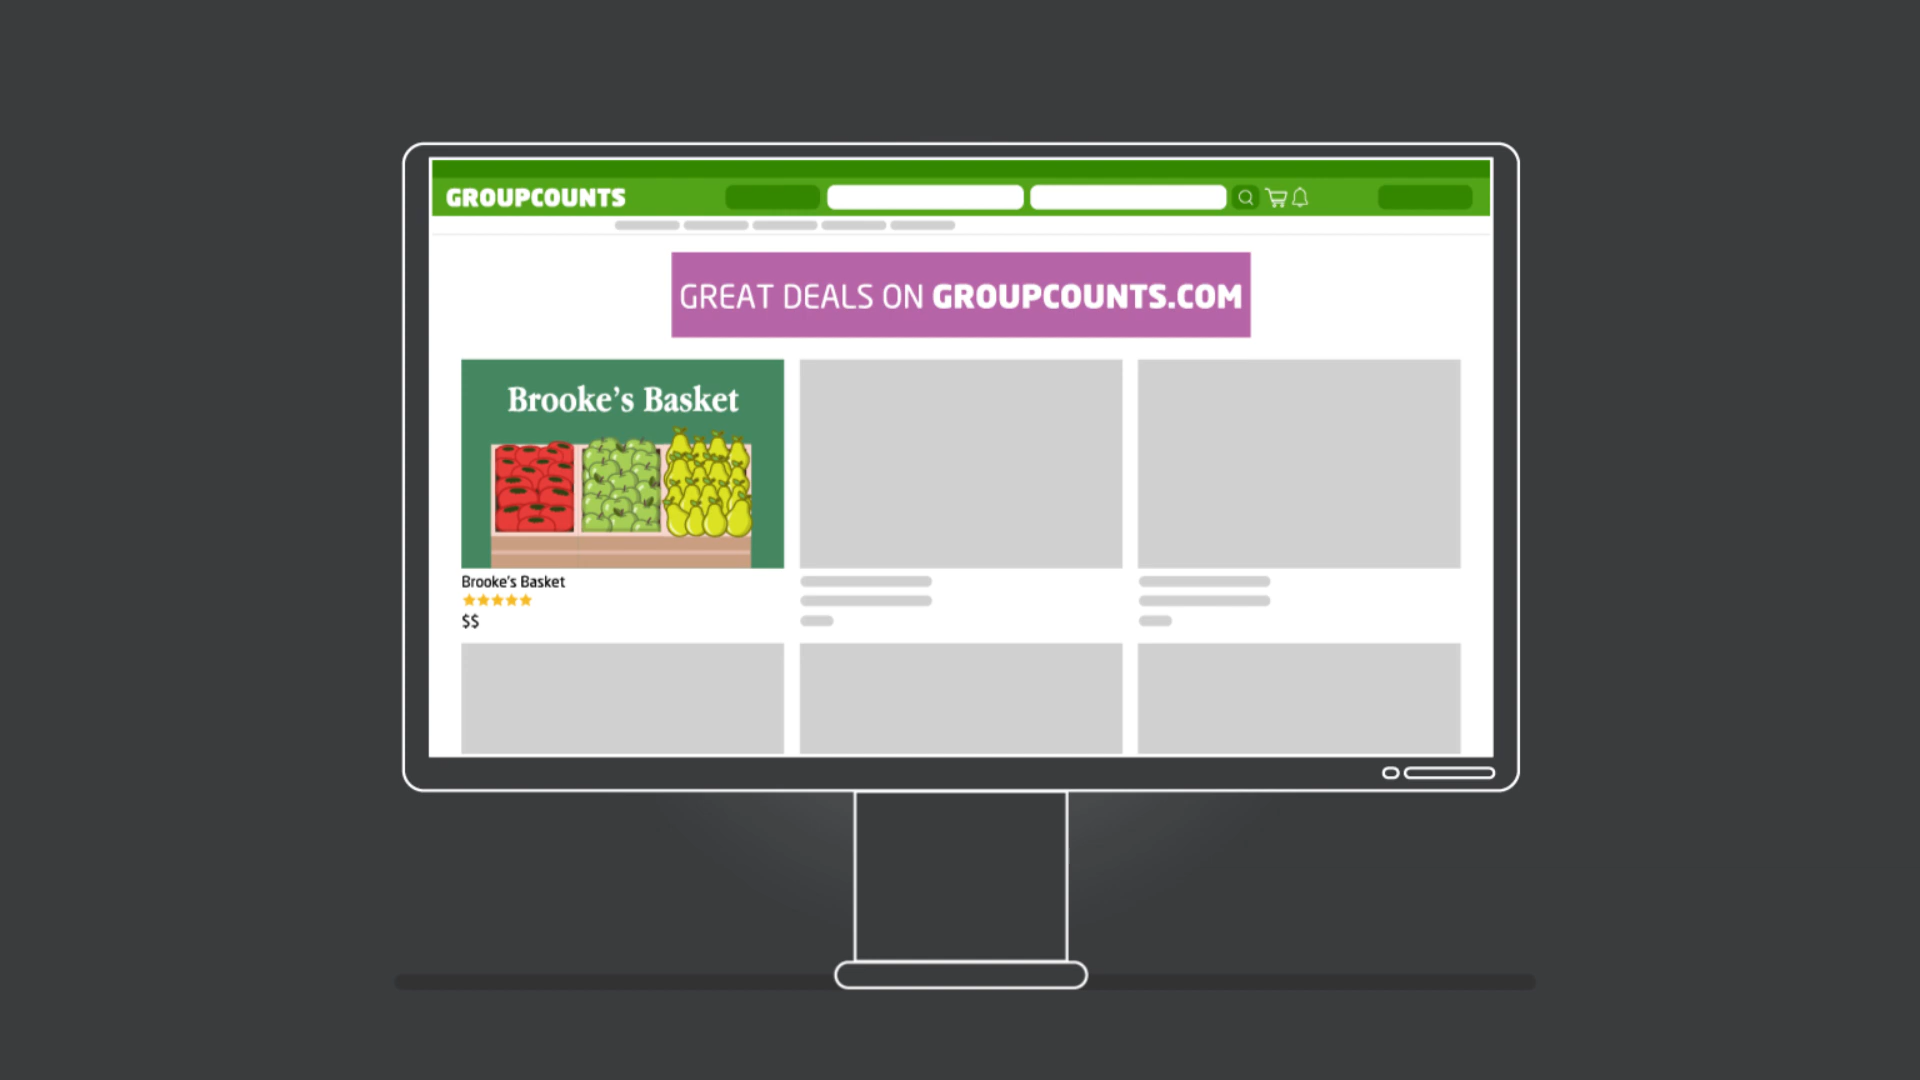 GROUPCOUNTS
GREAT DEALS ON GROUPCOUNTS.COM
Brooke’s Basket
Brooke’s Basket
$$